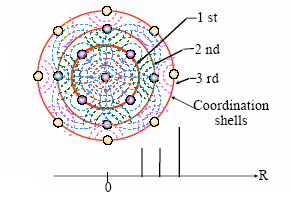 1 st
2 nd
3 rd
Coordination
shells
R
0